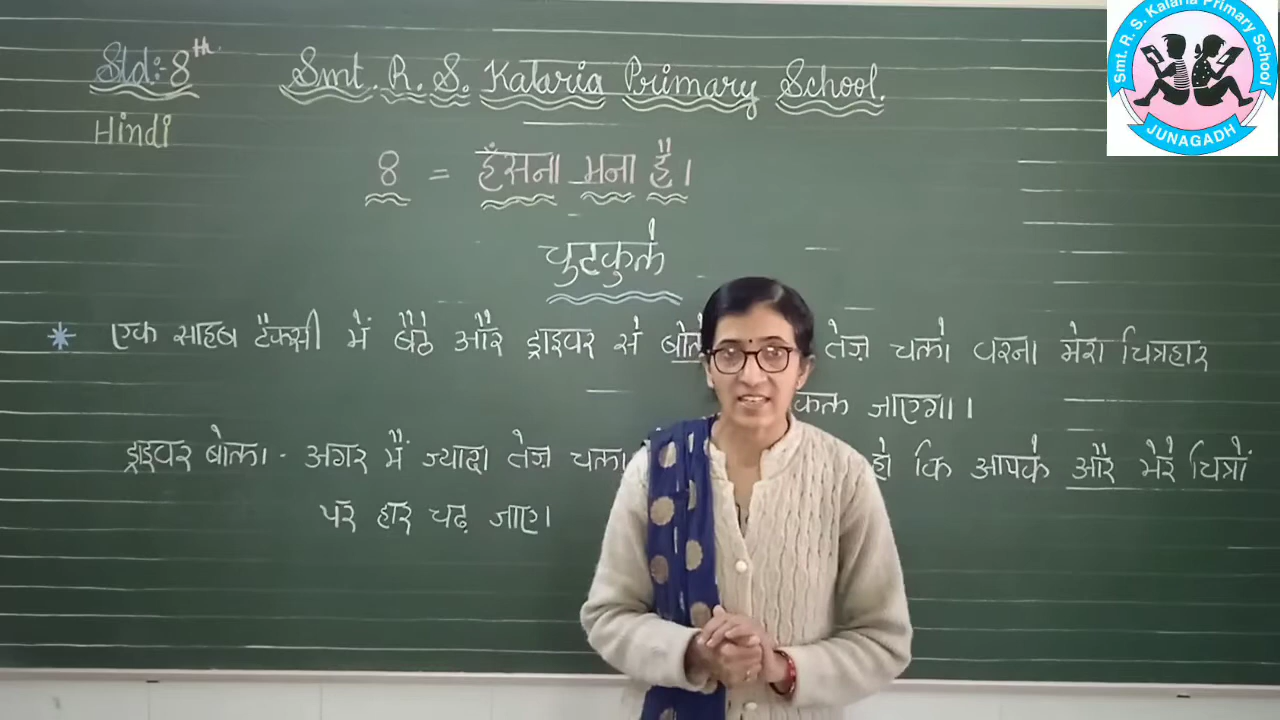 Std:- 8th
Smt. R. S. Kalaria Primary School.
Smt. R. S. Kalaria Primary School
JUNAGADH
Hindi
8 = हँसना मना है।
चुटकुले
* एक साहब टैक्सी में बैठे और ड्राइवर से तेज़ चलो वरना मेरा चित्रहार
जाएगा।
ड्राइवर बोला - अगर मैं ज्यादा तेज़ चला हो कि आपके और मेरे चित्रों
पर हार चढ़ जाए।